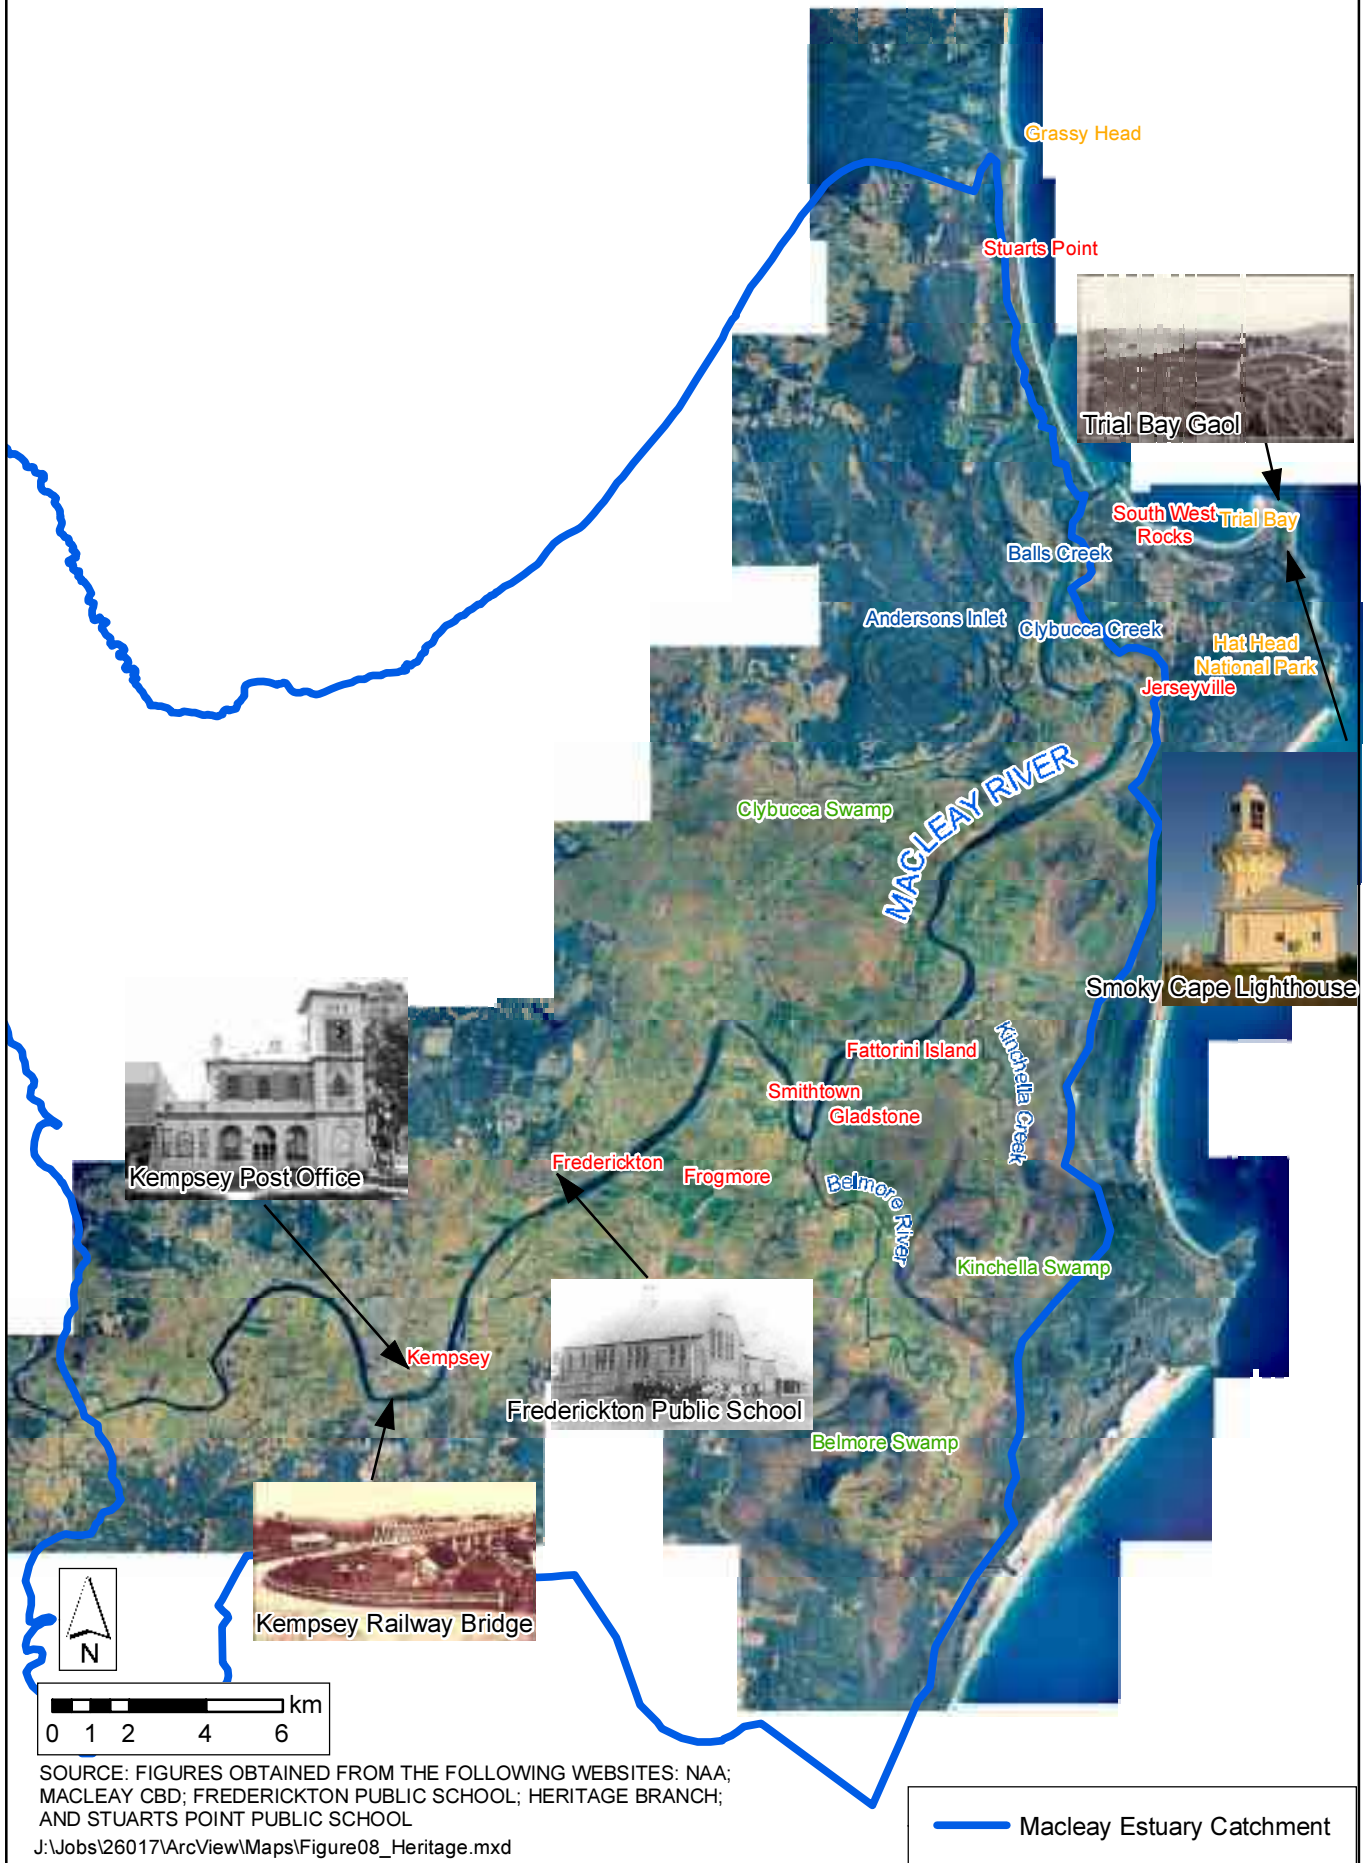 Grassy Head
Stuarts Point
Trial Bay Gaol
South West
Rocks
Trial Bay
Balls Creek
Andersons Inlet
Clybucca Creek
Hat Head
National Park
Jerseyville
MACLEAY RIVER
Clybucca Swamp
Smoky Cape Lighthouse
Fattorini Island
Kinchella Creek
Smithtown
Gladstone
Kempsey Post Office
Frederickton
Frogmore
Belmore River
Kinchella Swamp
Kempsey
Frederickton Public School
Belmore Swamp
Kempsey Railway Bridge
N
km
0 1 2 4 6
SOURCE: FIGURES OBTAINED FROM THE FOLLOWING WEBSITES: NAA;
MACLEAY CBD; FREDERICKTON PUBLIC SCHOOL; HERITAGE BRANCH;
AND STUARTS POINT PUBLIC SCHOOL
J:\Jobs\26017\ArcView\Maps\Figure08_Heritage.mxd
Macleay Estuary Catchment